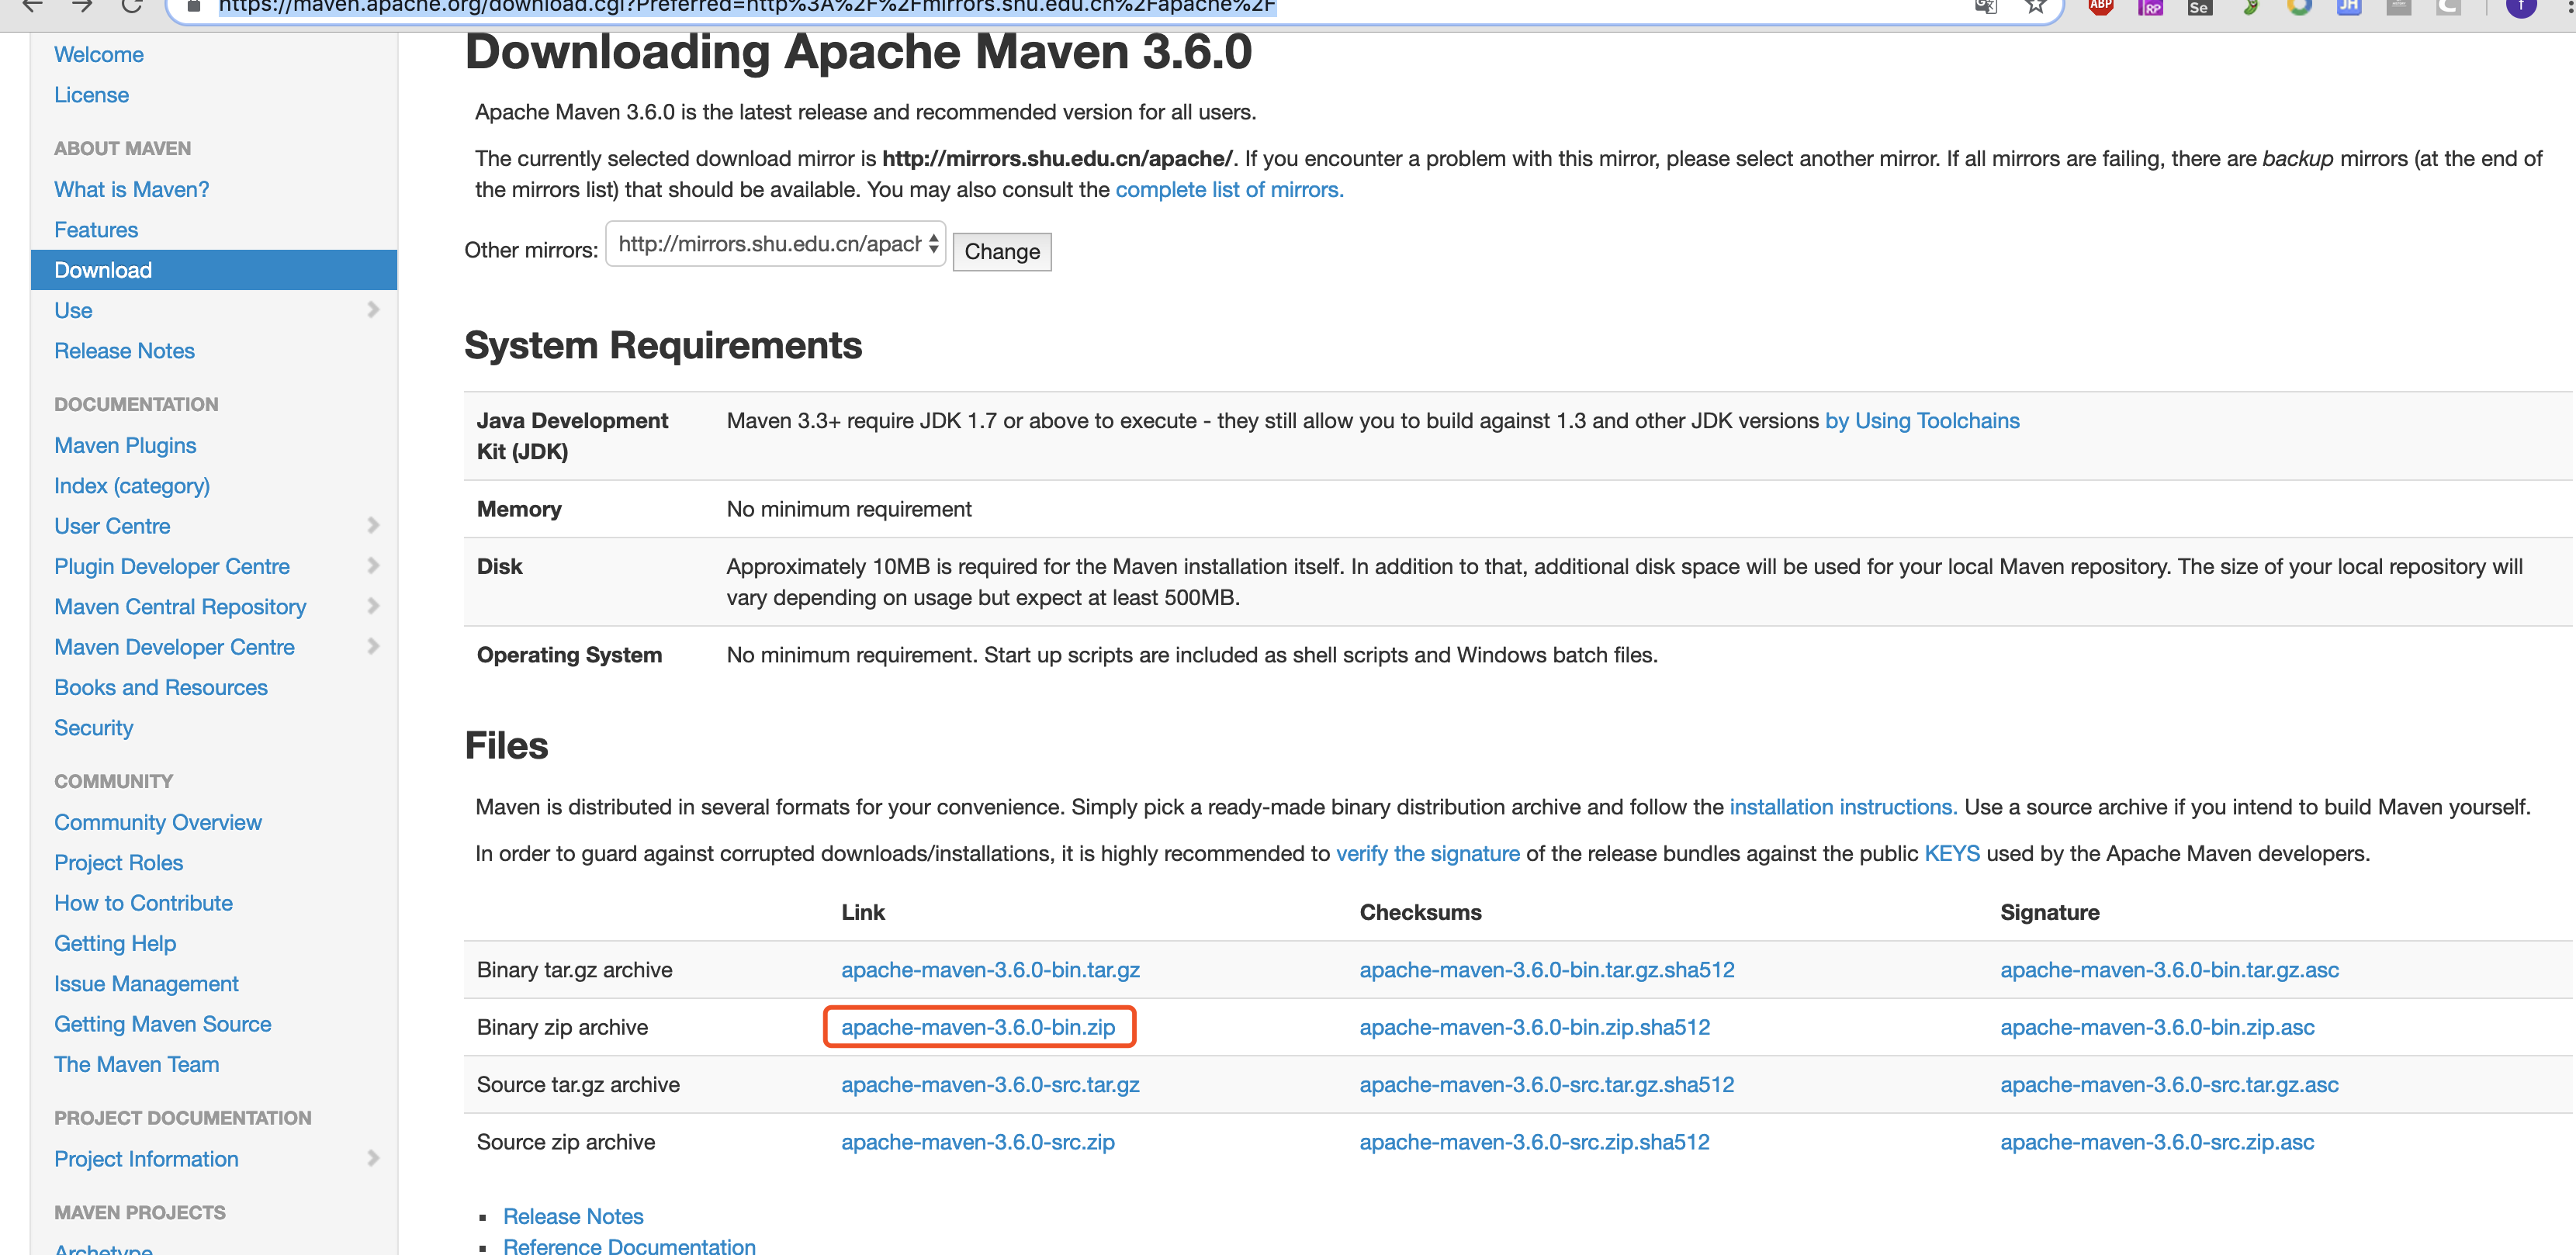 https://maven.apache.org/download.cgi?Preferred=http%3A%2F%2Fmirrors.shu.edu.cn%2Fapache%2F
ABP
RP
Se
JH
Welcome
License
ABOUT MAVEN
What is Maven?
Features
Download
Use
Release Notes
DOCUMENTATION
Maven Plugins
Index (category)
User Centre
Plugin Developer Centre
Maven Central Repository
Maven Developer Centre
Books and Resources
Security
COMMUNITY
Community Overview
Project Roles
How to Contribute
Getting Help
Issue Management
Getting Maven Source
The Maven Team
PROJECT DOCUMENTATION
Project Information
MAVEN PROJECTS
Archetype
Downloading Apache Maven 3.6.0
Apache Maven 3.6.0 is the latest release and recommended version for all users.
The currently selected download mirror is http://mirrors.shu.edu.cn/apache/. If you encounter a problem with this mirror, please select another mirror. If all mirrors are failing, there are backup mirrors (at the end of
the mirrors list) that should be available. You may also consult the complete list of mirrors.
Other mirrors: http://mirrors.shu.edu.cn/apach Change
System Requirements
Java Development Maven 3.3+ require JDK 1.7 or above to execute - they still allow you to build against 1.3 and other JDK versions by Using Toolchains
Kit (JDK)
Memory No minimum requirement
Disk Approximately 10MB is required for the Maven installation itself. In addition to that, additional disk space will be used for your local Maven repository. The size of your local repository will
vary depending on usage but expect at least 500MB.
Operating System No minimum requirement. Start up scripts are included as shell scripts and Windows batch files.
Files
Maven is distributed in several formats for your convenience. Simply pick a ready-made binary distribution archive and follow the installation instructions. Use a source archive if you intend to build Maven yourself.
In order to guard against corrupted downloads/installations, it is highly recommended to verify the signature of the release bundles against the public KEYS used by the Apache Maven developers.
Link Checksums Signature
Binary tar.gz archive apache-maven-3.6.0-bin.tar.gz apache-maven-3.6.0-bin.tar.gz.sha512 apache-maven-3.6.0-bin.tar.gz.asc
Binary zip archive apache-maven-3.6.0-bin.zip apache-maven-3.6.0-bin.zip.sha512 apache-maven-3.6.0-bin.zip.asc
Source tar.gz archive apache-maven-3.6.0-src.tar.gz apache-maven-3.6.0-src.tar.gz.sha512 apache-maven-3.6.0-src.tar.gz.asc
Source zip archive apache-maven-3.6.0-src.zip apache-maven-3.6.0-src.zip.sha512 apache-maven-3.6.0-src.zip.asc
Release Notes
Reference Documentation